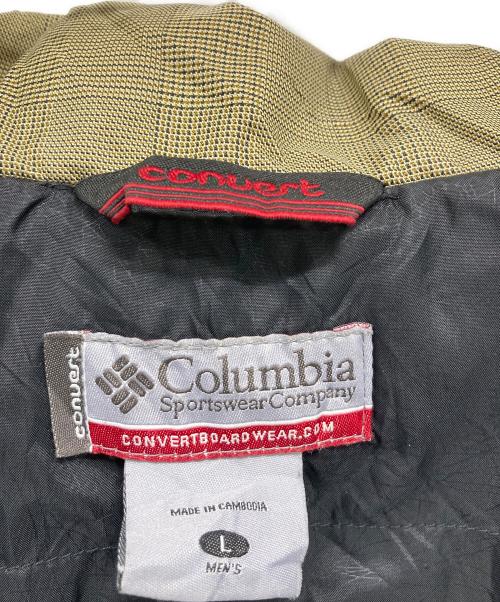 convert
convert
Columbia
Sportswear Company
CONVERTBOARDWEAR.COM
MADE IN CAMBODIA
L
MEN'S